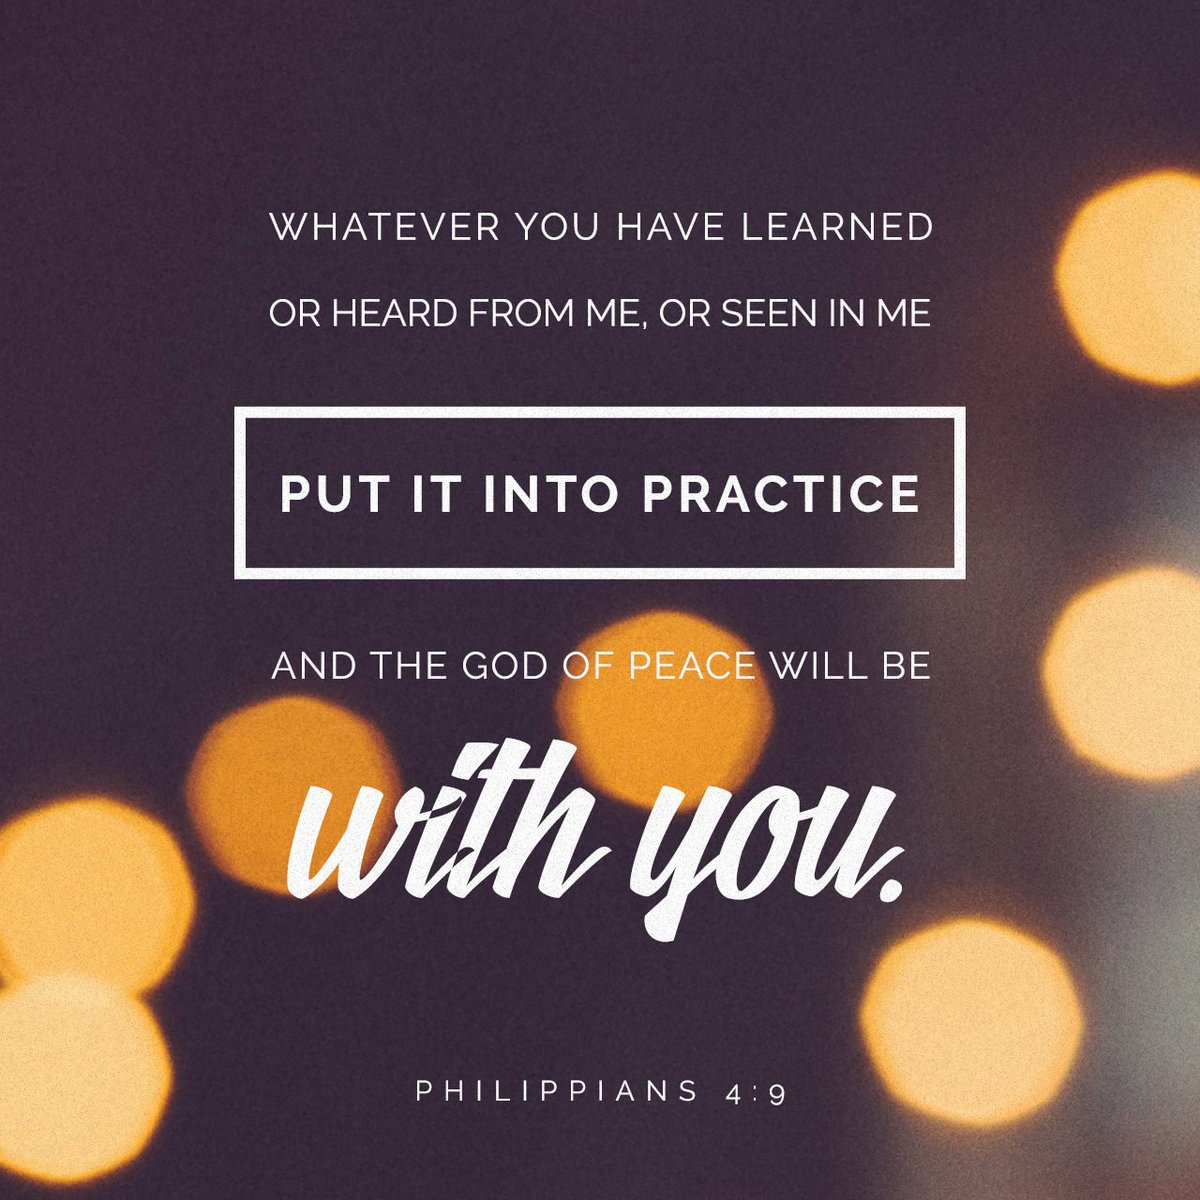 WHATEVER YOU HAVE LEARNED
OR HEARD FROM ME, OR SEEN IN ME
PUT IT INTO PRACTICE
AND THE GOD OF PEACE WILL BE
with you.
PHILIPPIANS 4:9